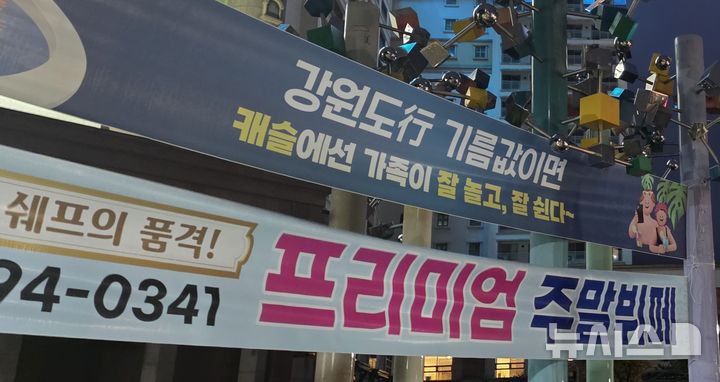 강원도行 기름값이면
캐슬에선 가족이 잘 놀고, 잘 쉰다~
쉐프의 품격!
94-0341
프리미엄 주말뷔페
뉴시스